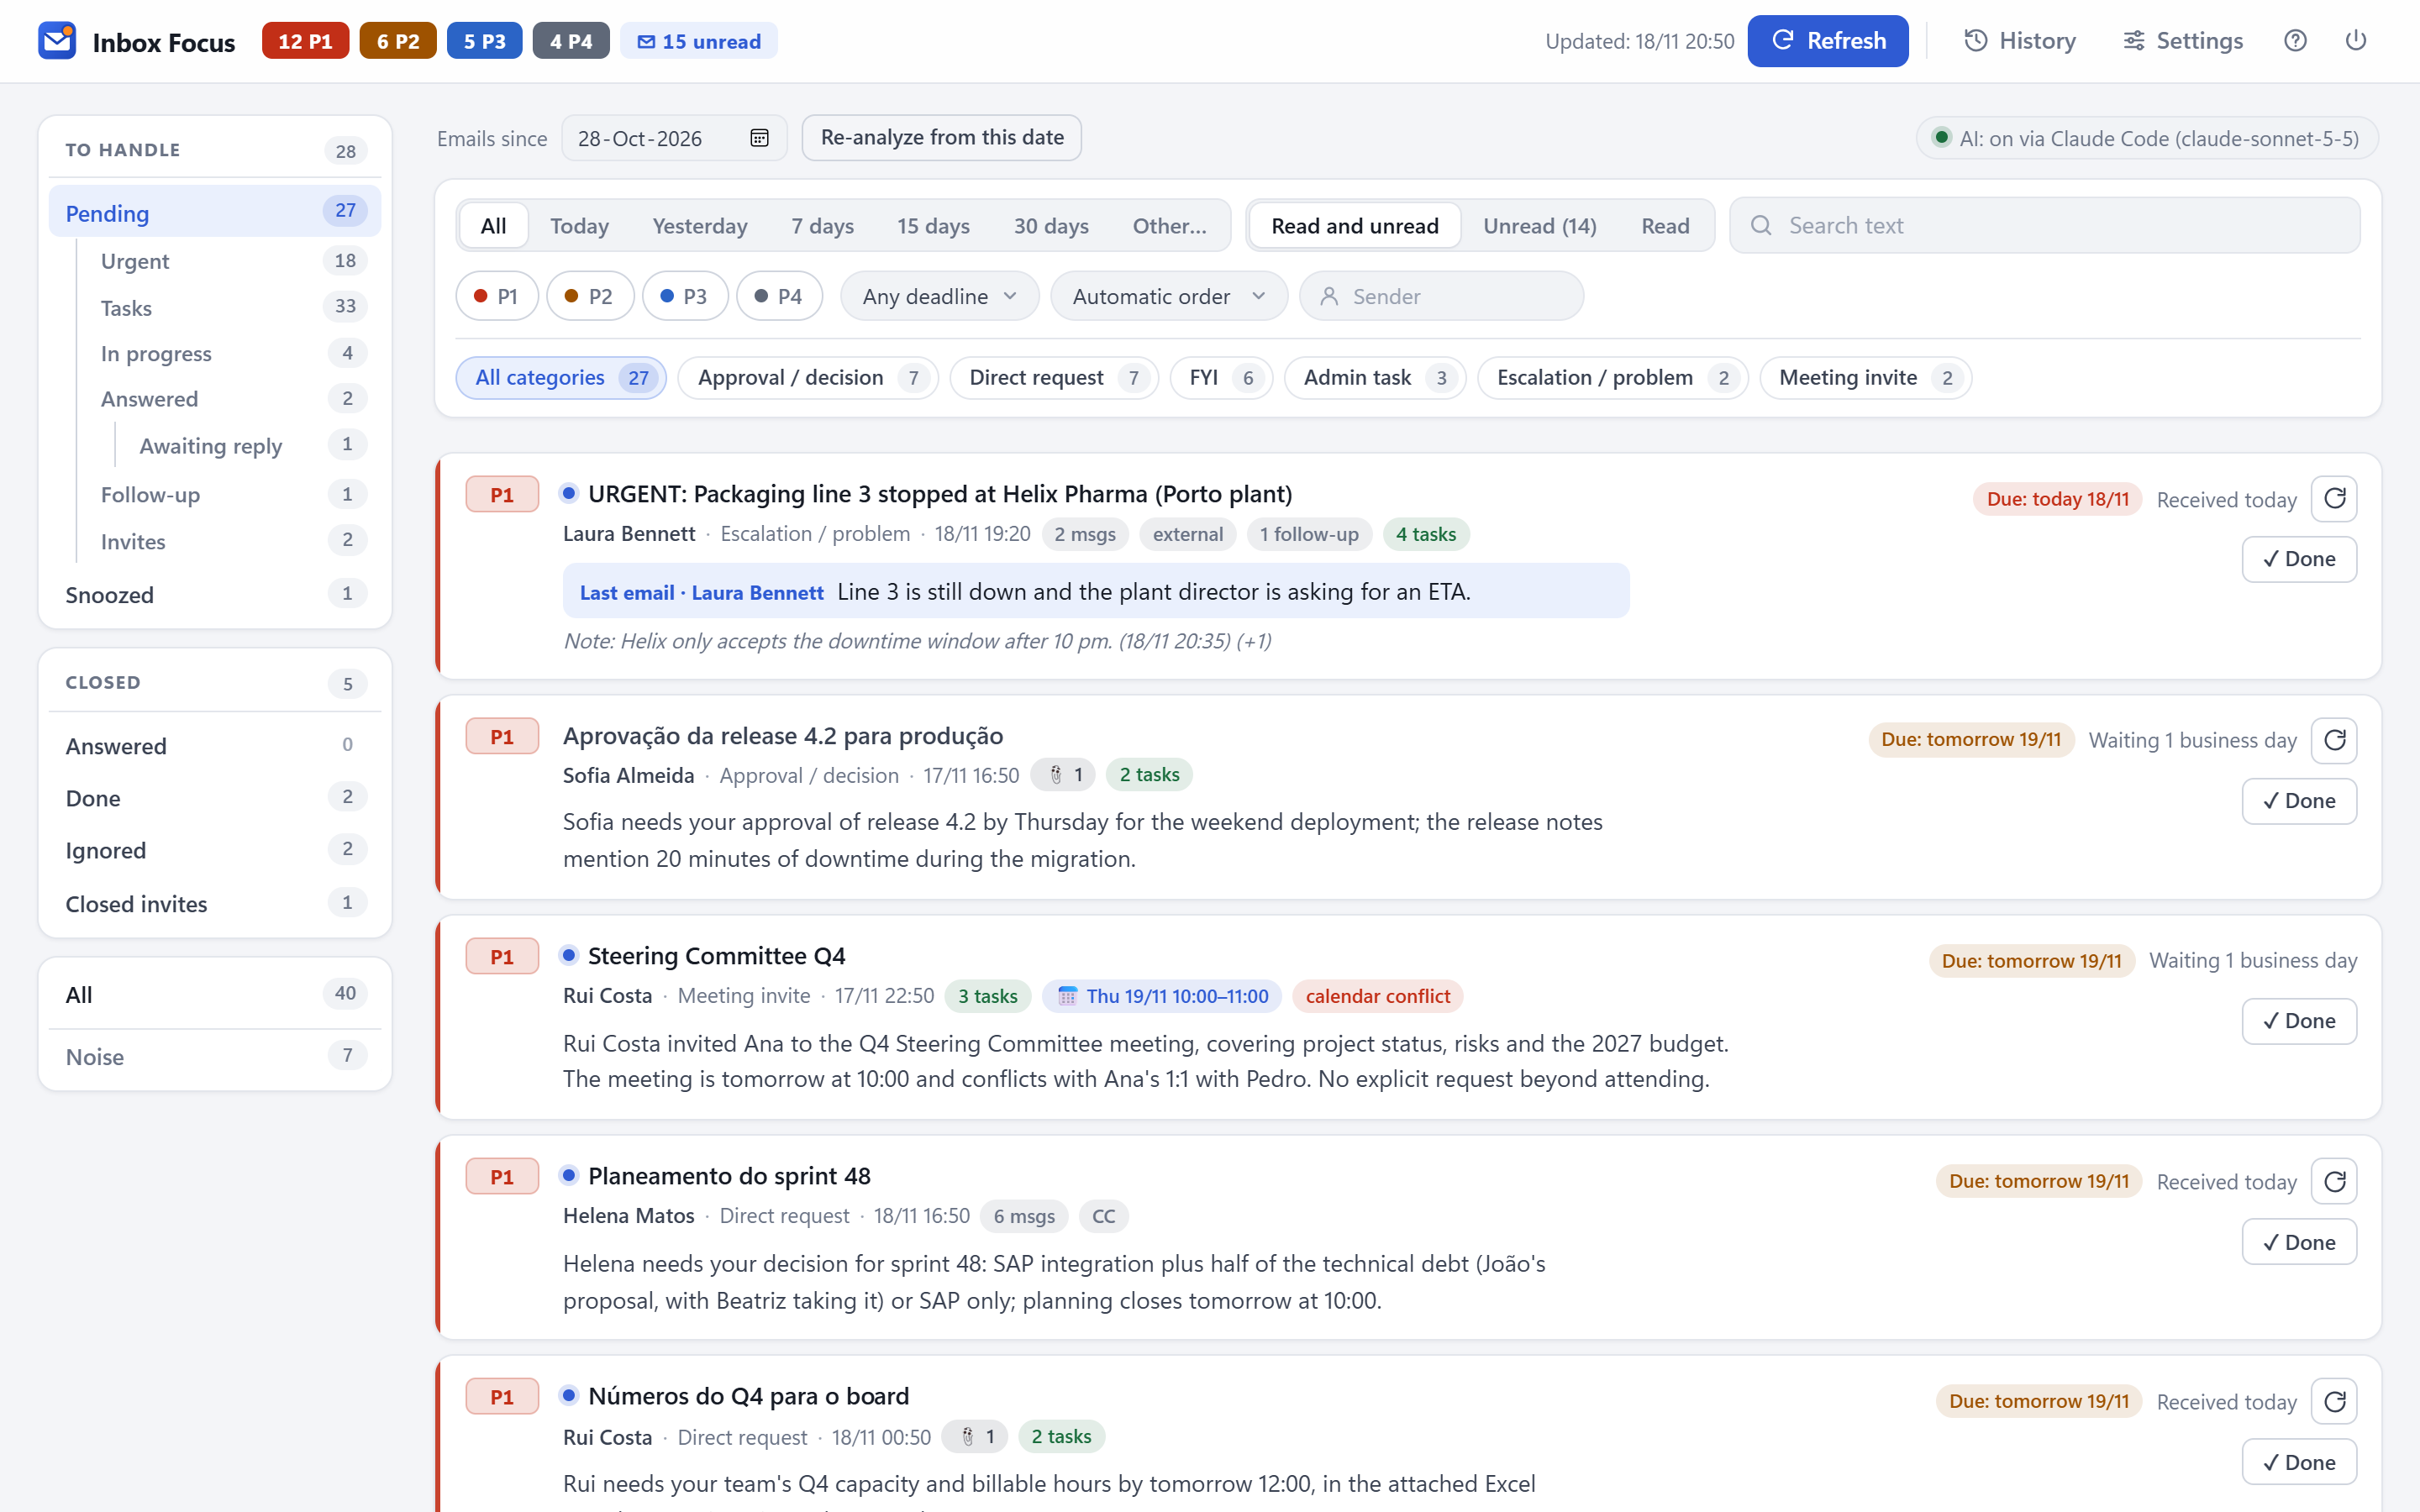 Inbox Focus 12 P1 6 P2 5 P3 4 P4 15 unread Updated: 18/11 20:50 Refresh History Settings
TO HANDLE 28
Pending 27
Urgent 18
Tasks 33
In progress 4
Answered 2
Awaiting reply 1
Follow-up 1
Invites 2
Snoozed 1
CLOSED 5
Answered 0
Done 2
Ignored 2
Closed invites 1
All 40
Noise 7
Emails since 28-Oct-2026 Re-analyze from this date AI: on via Claude Code (claude-sonnet-5-5)
All Today Yesterday 7 days 15 days 30 days Other... Read and unread Unread (14) Read Search text
P1 P2 P3 P4 Any deadline Automatic order Sender
All categories 27 Approval / decision 7 Direct request 7 FYI 6 Admin task 3 Escalation / problem 2 Meeting invite 2
P1 URGENT: Packaging line 3 stopped at Helix Pharma (Porto plant) Due: today 18/11 Received today
Laura Bennett · Escalation / problem · 18/11 19:20 2 msgs external 1 follow-up 4 tasks
✓ Done
Last email · Laura Bennett Line 3 is still down and the plant director is asking for an ETA.
Note: Helix only accepts the downtime window after 10 pm. (18/11 20:35) (+1)
P1 Aprovação da release 4.2 para produção Due: tomorrow 19/11 Waiting 1 business day
Sofia Almeida · Approval / decision · 17/11 16:50 1 2 tasks
✓ Done
Sofia needs your approval of release 4.2 by Thursday for the weekend deployment; the release notes
mention 20 minutes of downtime during the migration.
P1 Steering Committee Q4 Due: tomorrow 19/11 Waiting 1 business day
Rui Costa · Meeting invite · 17/11 22:50 3 tasks Thu 19/11 10:00–11:00 calendar conflict
✓ Done
Rui Costa invited Ana to the Q4 Steering Committee meeting, covering project status, risks and the 2027 budget.
The meeting is tomorrow at 10:00 and conflicts with Ana's 1:1 with Pedro. No explicit request beyond attending.
P1 Planeamento do sprint 48 Due: tomorrow 19/11 Received today
Helena Matos · Direct request · 18/11 16:50 6 msgs CC
✓ Done
Helena needs your decision for sprint 48: SAP integration plus half of the technical debt (João's
proposal, with Beatriz taking it) or SAP only; planning closes tomorrow at 10:00.
P1 Números do Q4 para o board Due: tomorrow 19/11 Received today
Rui Costa · Direct request · 18/11 00:50 1 2 tasks
✓ Done
Rui needs your team's Q4 capacity and billable hours by tomorrow 12:00, in the attached Excel